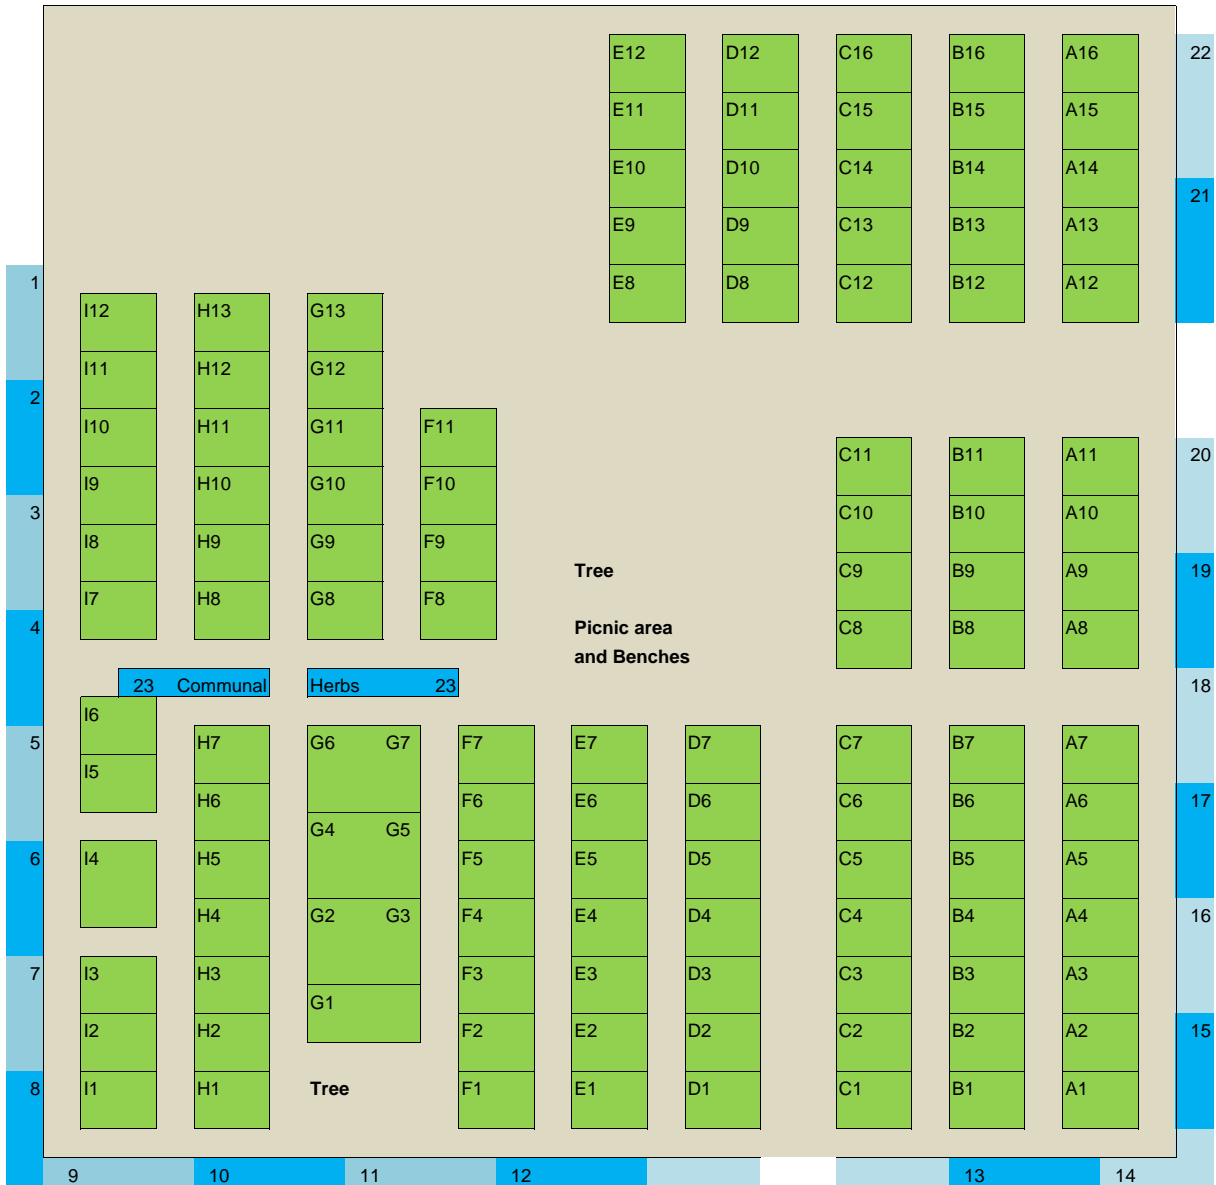 E12 D12 C16 B16 A16 22
E11 D11 C15 B15 A15
E10 D10 C14 B14 A14
21
E9 D9 C13 B13 A13
1 E8 D8 C12 B12 A12
I12 H13 G13
I11 H12 G12
2
I10 H11 G11 F11
C11 B11 A11 20
I9 H10 G10 F10
3 C10 B10 A10
I8 H9 G9 F9
Tree C9 B9 A9 19
I7 H8 G8 F8
4 Picnic area C8 B8 A8
and Benches
23 Communal Herbs 23 18
I6
5 H7 G6 G7 F7 E7 D7 C7 B7 A7
I5
H6 F6 E6 D6 C6 B6 A6 17
G4 G5
6 I4 H5 F5 E5 D5 C5 B5 A5
H4 G2 G3 F4 E4 D4 C4 B4 A4 16
7 I3 H3 F3 E3 D3 C3 B3 A3
G1
I2 H2 F2 E2 D2 C2 B2 A2 15
8 I1 H1 Tree F1 E1 D1 C1 B1 A1
9 10 11 12 13 14